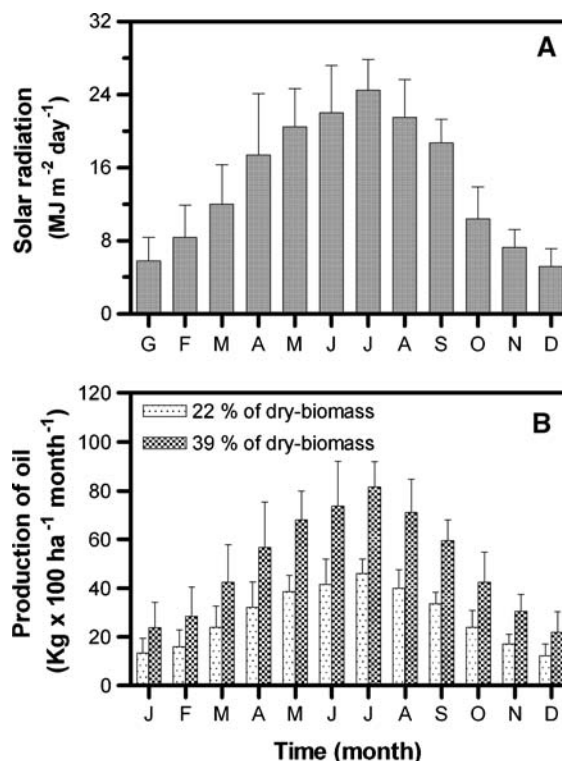 A
Solar radiation
(MJ m⁻² day⁻¹)
32
24
16
8
0
G F M A M J J A S O N D
B
22 % of dry-biomass
39 % of dry-biomass
Production of oil
(Kg x 100 ha⁻¹ month⁻¹)
120
100
80
60
40
20
0
J F M A M J J A S O N D
Time (month)